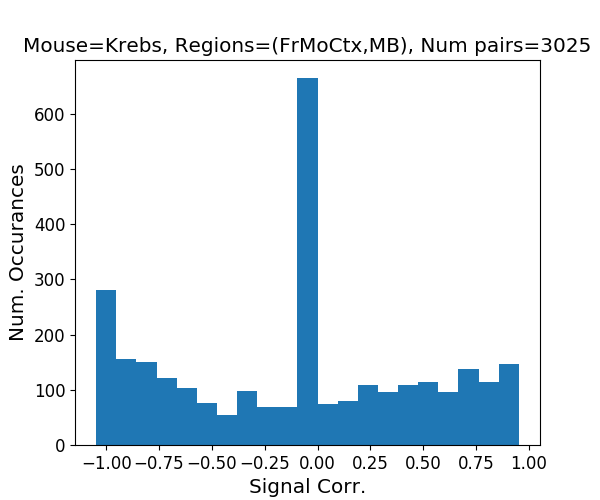 Mouse=Krebs, Regions=(FrMoCtx,MB), Num pairs=3025
Num. Occurances
600
500
400
300
200
100
0
−1.00 −0.75 −0.50 −0.25 0.00 0.25 0.50 0.75 1.00
Signal Corr.